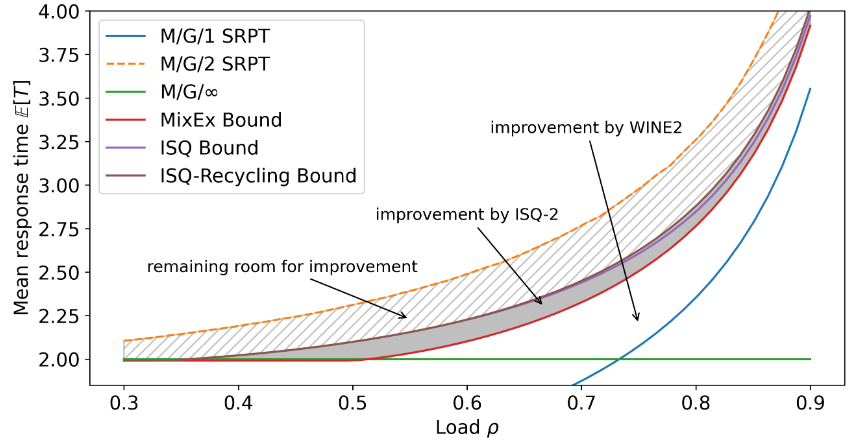 4.00
3.75
3.50
3.25
3.00
2.75
2.50
2.25
2.00
Mean response time 𝔼[T]
M/G/1 SRPT
M/G/2 SRPT
M/G/∞
MixEx Bound
ISQ Bound
ISQ-Recycling Bound
improvement by WINE2
improvement by ISQ-2
remaining room for improvement
0.3 0.4 0.5 0.6 0.7 0.8 0.9
Load ρ